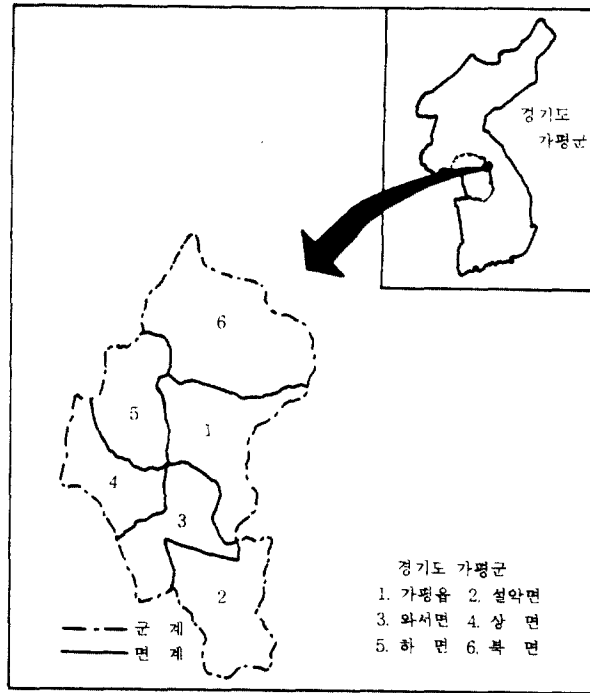 경기도
가평군
6
5
1
4
3
2
경기도 가평군
1. 가평읍 2. 설악면
3. 와서면 4. 상 면
5. 하 면 6. 북 면
군 계
면 계